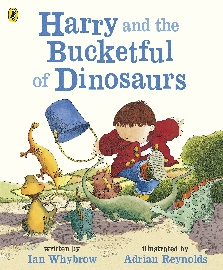 Harry and the
Bucketful
of Dinosaurs
written by
Ian Whybrow
illustrated by
Adrian Reynolds